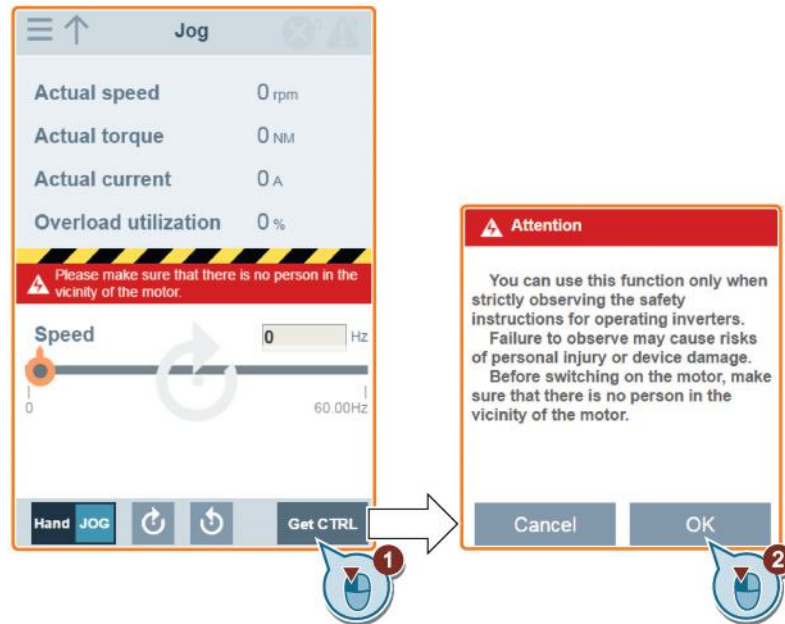 Jog
Actual speed 0 rpm
Actual torque 0 NM
Actual current 0 A
Overload utilization 0 %
Please make sure that there is no person in the
vicinity of the motor.
Speed 0 Hz
0 60.00Hz
Hand JOG Get CTRL
1
Attention
You can use this function only when
strictly observing the safety
instructions for operating inverters.
Failure to observe may cause risks
of personal injury or device damage.
Before switching on the motor, make
sure that there is no person in the
vicinity of the motor.
Cancel OK
2